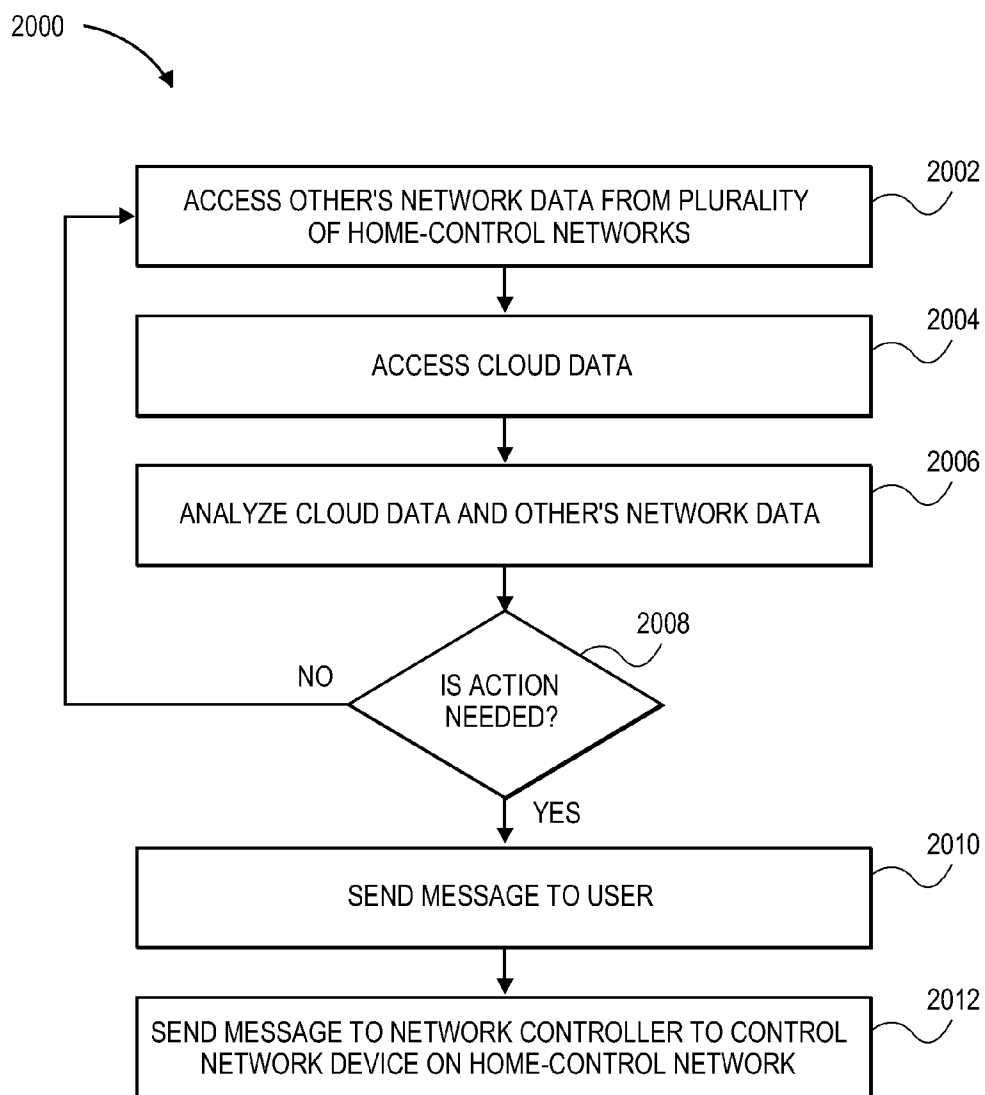 2000
ACCESS OTHER'S NETWORK DATA FROM PLURALITY
OF HOME-CONTROL NETWORKS
2002
ACCESS CLOUD DATA
2004
ANALYZE CLOUD DATA AND OTHER'S NETWORK DATA
2006
IS ACTION
NEEDED?
2008
NO
YES
SEND MESSAGE TO USER
2010
SEND MESSAGE TO NETWORK CONTROLLER TO CONTROL
NETWORK DEVICE ON HOME-CONTROL NETWORK
2012